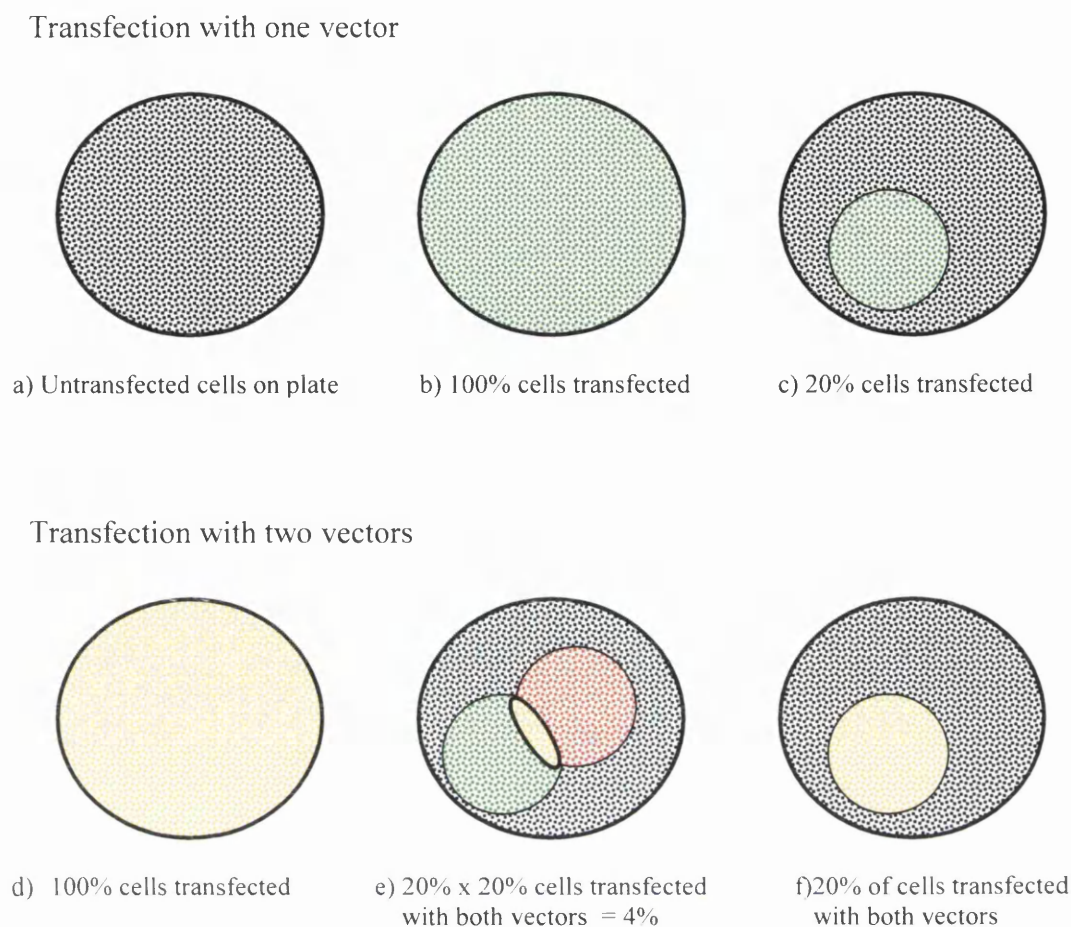 Transfection with one vector
a) Untransfected cells on plate
b) 100% cells transfected
c) 20% cells transfected
Transfection with two vectors
d) 100% cells transfected
e) 20% x 20% cells transfected
with both vectors = 4%
f)20% of cells transfected
with both vectors